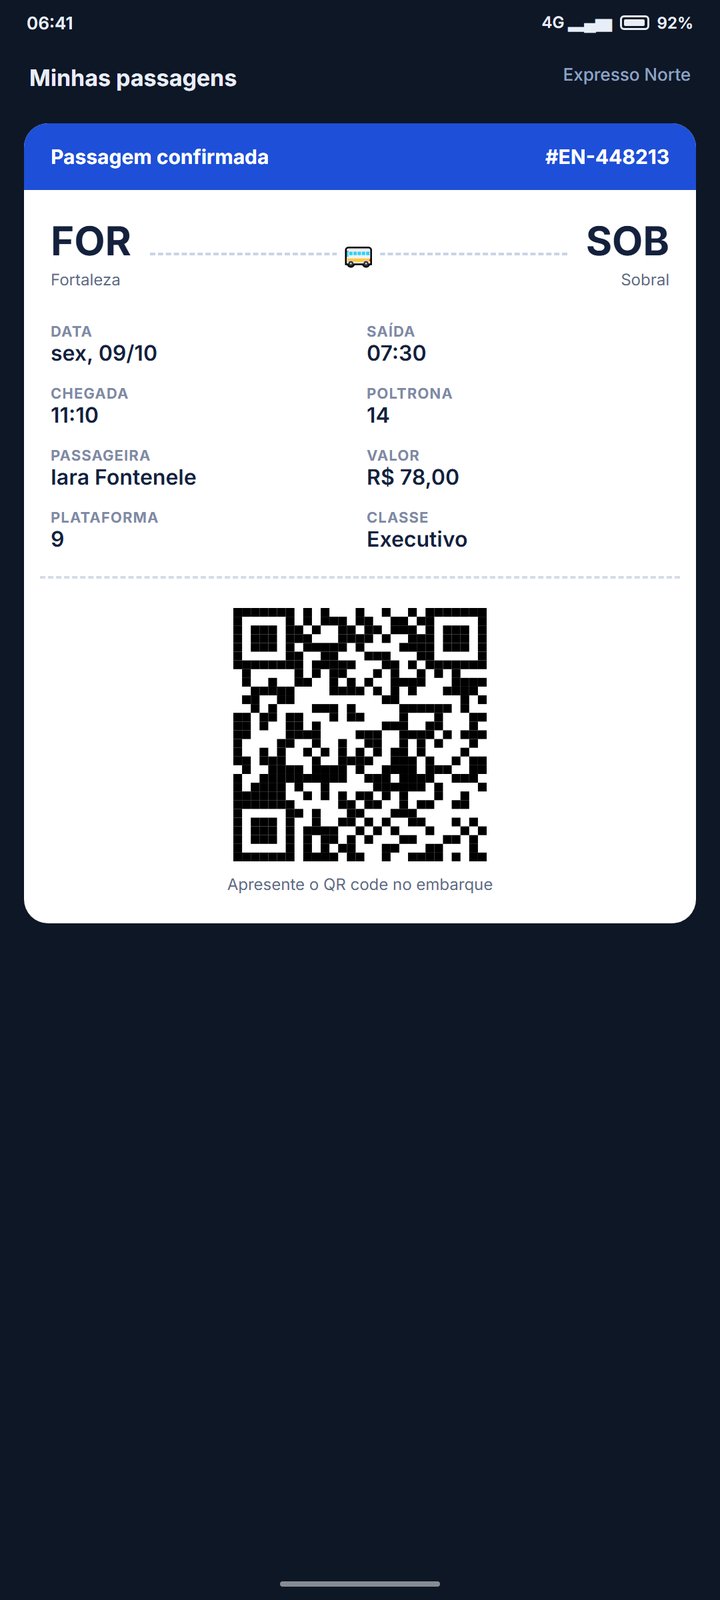 06:41 4G 92%
Minhas passagens Expresso Norte
Passagem confirmada #EN-448213
FOR SOB
Fortaleza Sobral
DATA SAÍDA
sex, 09/10 07:30
CHEGADA POLTRONA
11:10 14
PASSAGEIRA VALOR
Iara Fontenele R$ 78,00
PLATAFORMA CLASSE
9 Executivo
Apresente o QR code no embarque